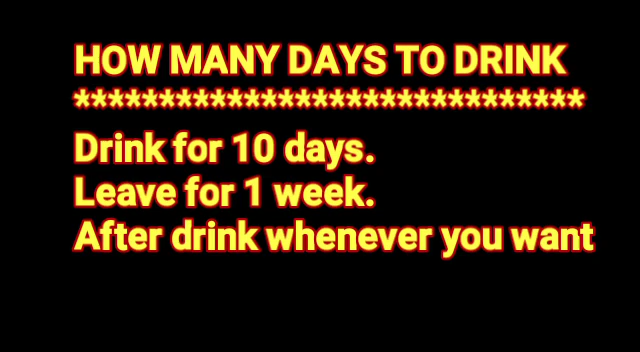 HOW MANY DAYS TO DRINK
******************************
Drink for 10 days.
Leave for 1 week.
After drink whenever you want